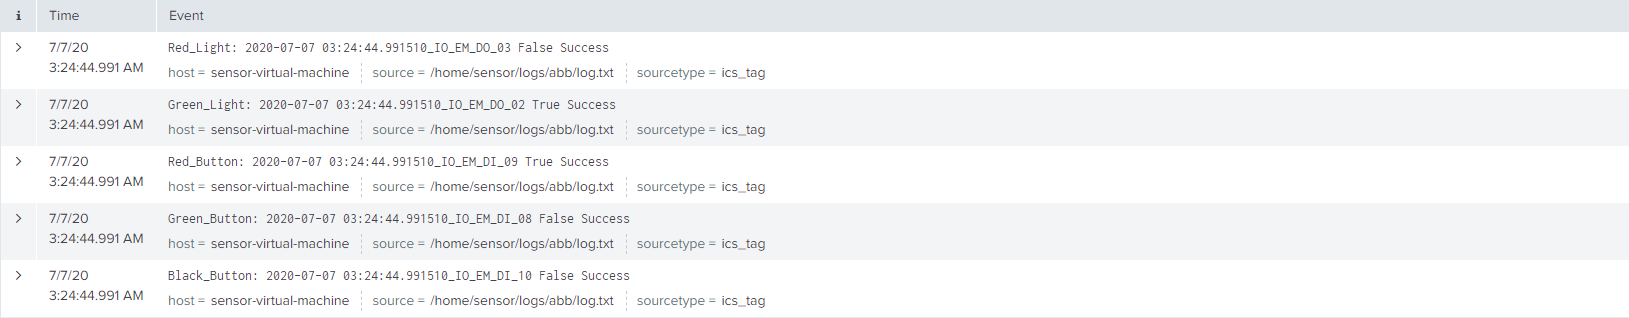 i Time Event
> 7/7/20 Red_Light: 2020-07-07 03:24:44.991510_IO_EM_DO_03 False Success
3:24:44.991 AM host = sensor-virtual-machine source = /home/sensor/logs/abb/log.txt sourcetype = ics_tag
> 7/7/20 Green_Light: 2020-07-07 03:24:44.991510_IO_EM_DO_02 True Success
3:24:44.991 AM host = sensor-virtual-machine source = /home/sensor/logs/abb/log.txt sourcetype = ics_tag
> 7/7/20 Red_Button: 2020-07-07 03:24:44.991510_IO_EM_DI_09 True Success
3:24:44.991 AM host = sensor-virtual-machine source = /home/sensor/logs/abb/log.txt sourcetype = ics_tag
> 7/7/20 Green_Button: 2020-07-07 03:24:44.991510_IO_EM_DI_08 False Success
3:24:44.991 AM host = sensor-virtual-machine source = /home/sensor/logs/abb/log.txt sourcetype = ics_tag
> 7/7/20 Black_Button: 2020-07-07 03:24:44.991510_IO_EM_DI_10 False Success
3:24:44.991 AM host = sensor-virtual-machine source = /home/sensor/logs/abb/log.txt sourcetype = ics_tag